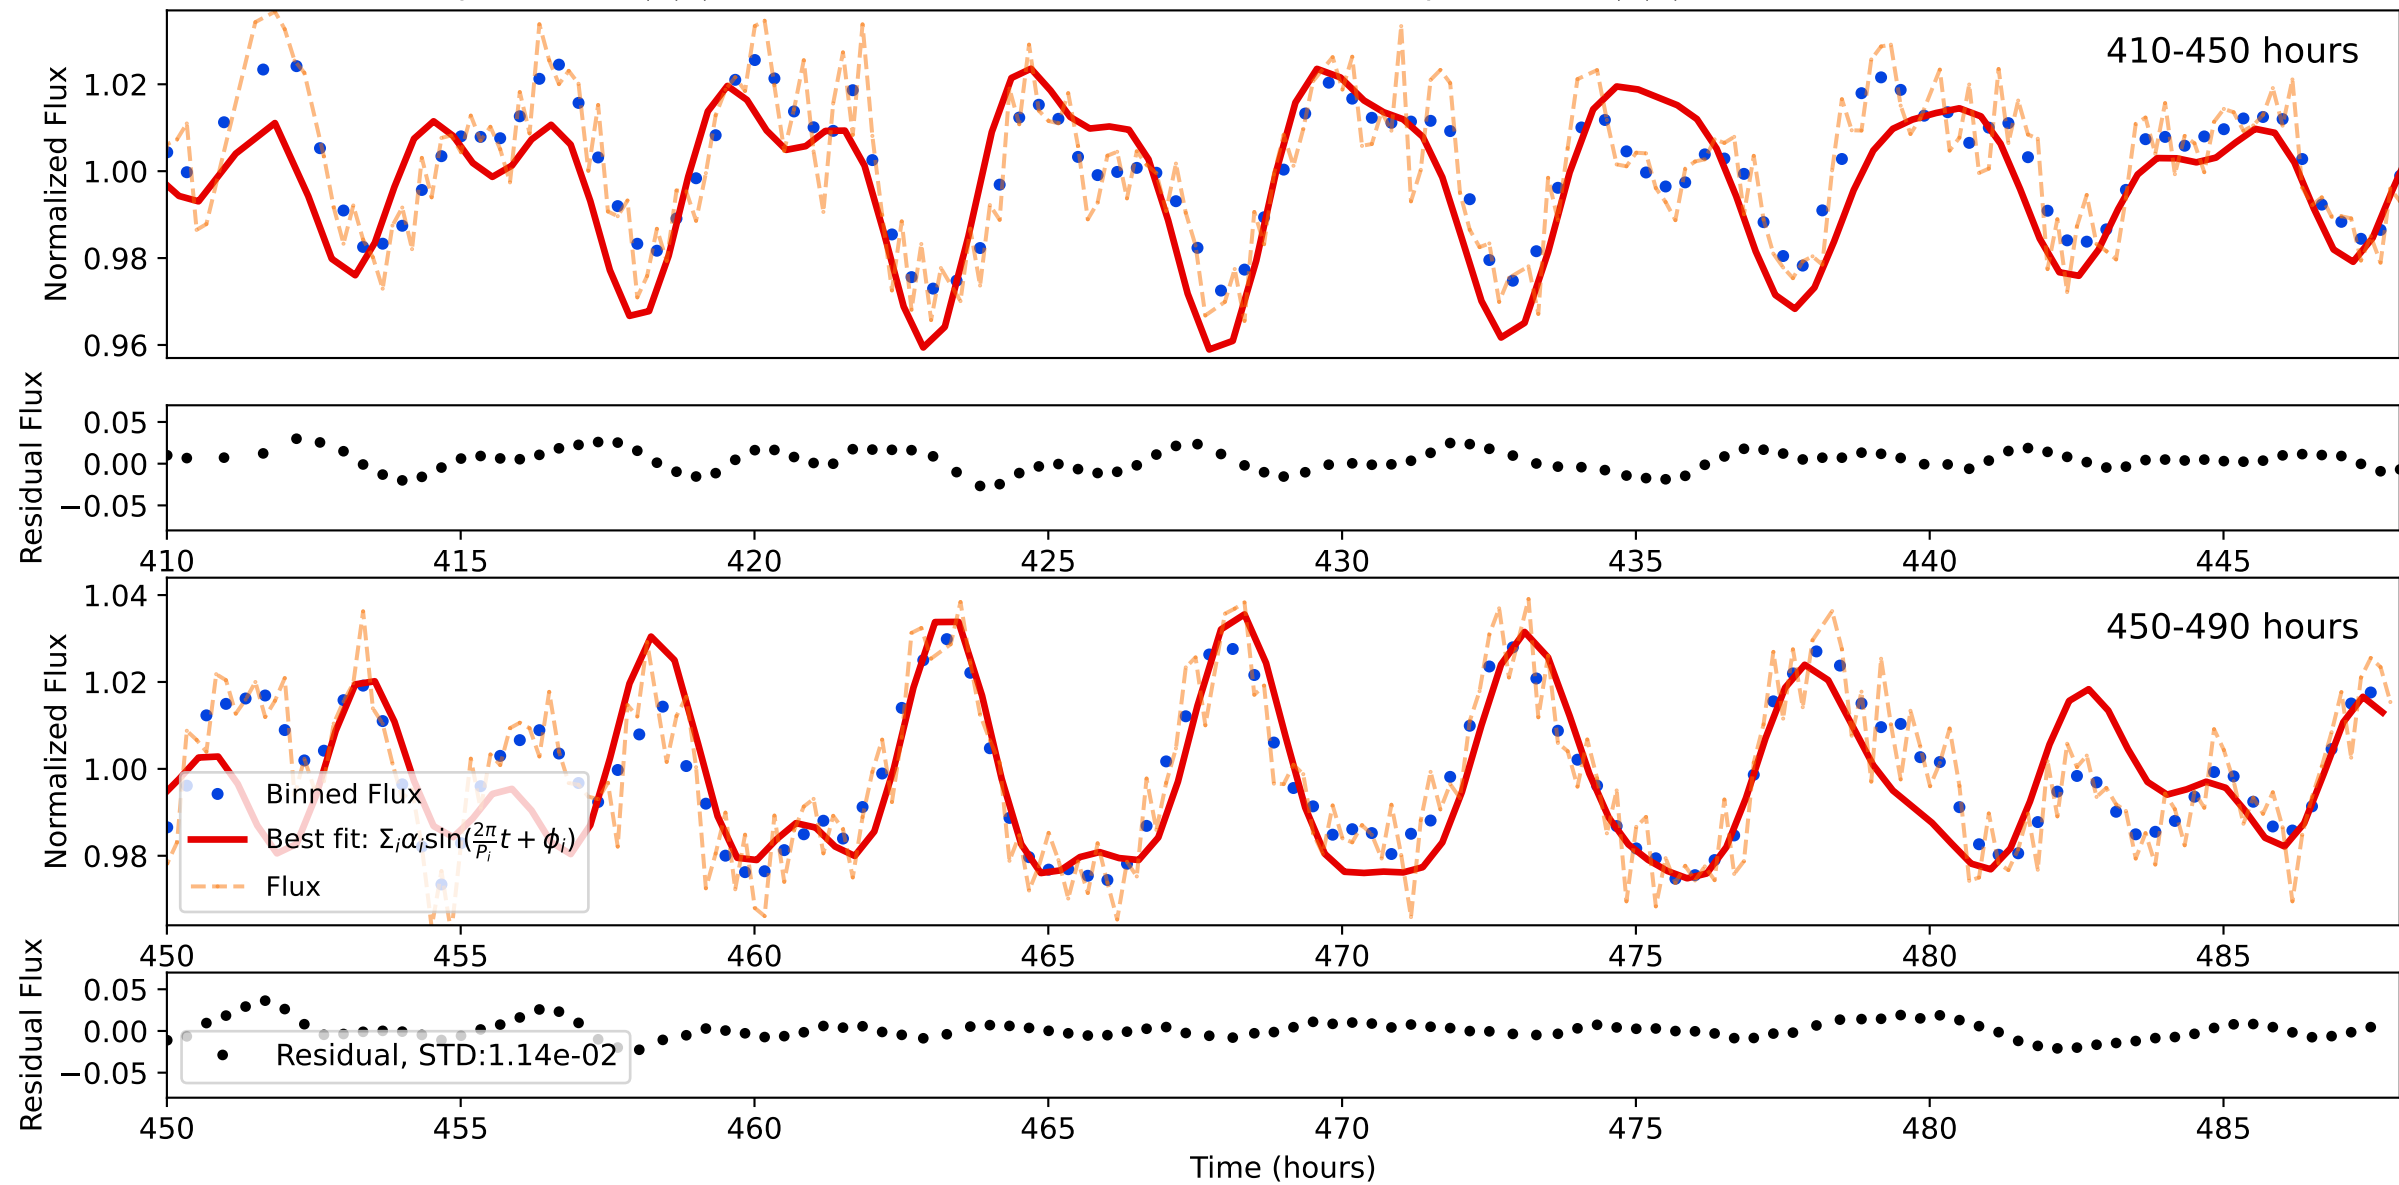 410-450 hours
Normalized Flux
1.02
1.00
0.98
0.96
Residual Flux
0.05
0.00
−0.05
410 415 420 425 430 435 440 445
450-490 hours
Normalized Flux
1.04
1.02
1.00
0.98
Binned Flux
Best fit: Σᵢαᵢsin(2π/Pᵢ t + ϕᵢ)
Flux
450 455 460 465 470 475 480 485
Residual Flux
0.05
0.00
−0.05
Residual, STD:1.14e-02
450 455 460 465 470 475 480 485
Time (hours)